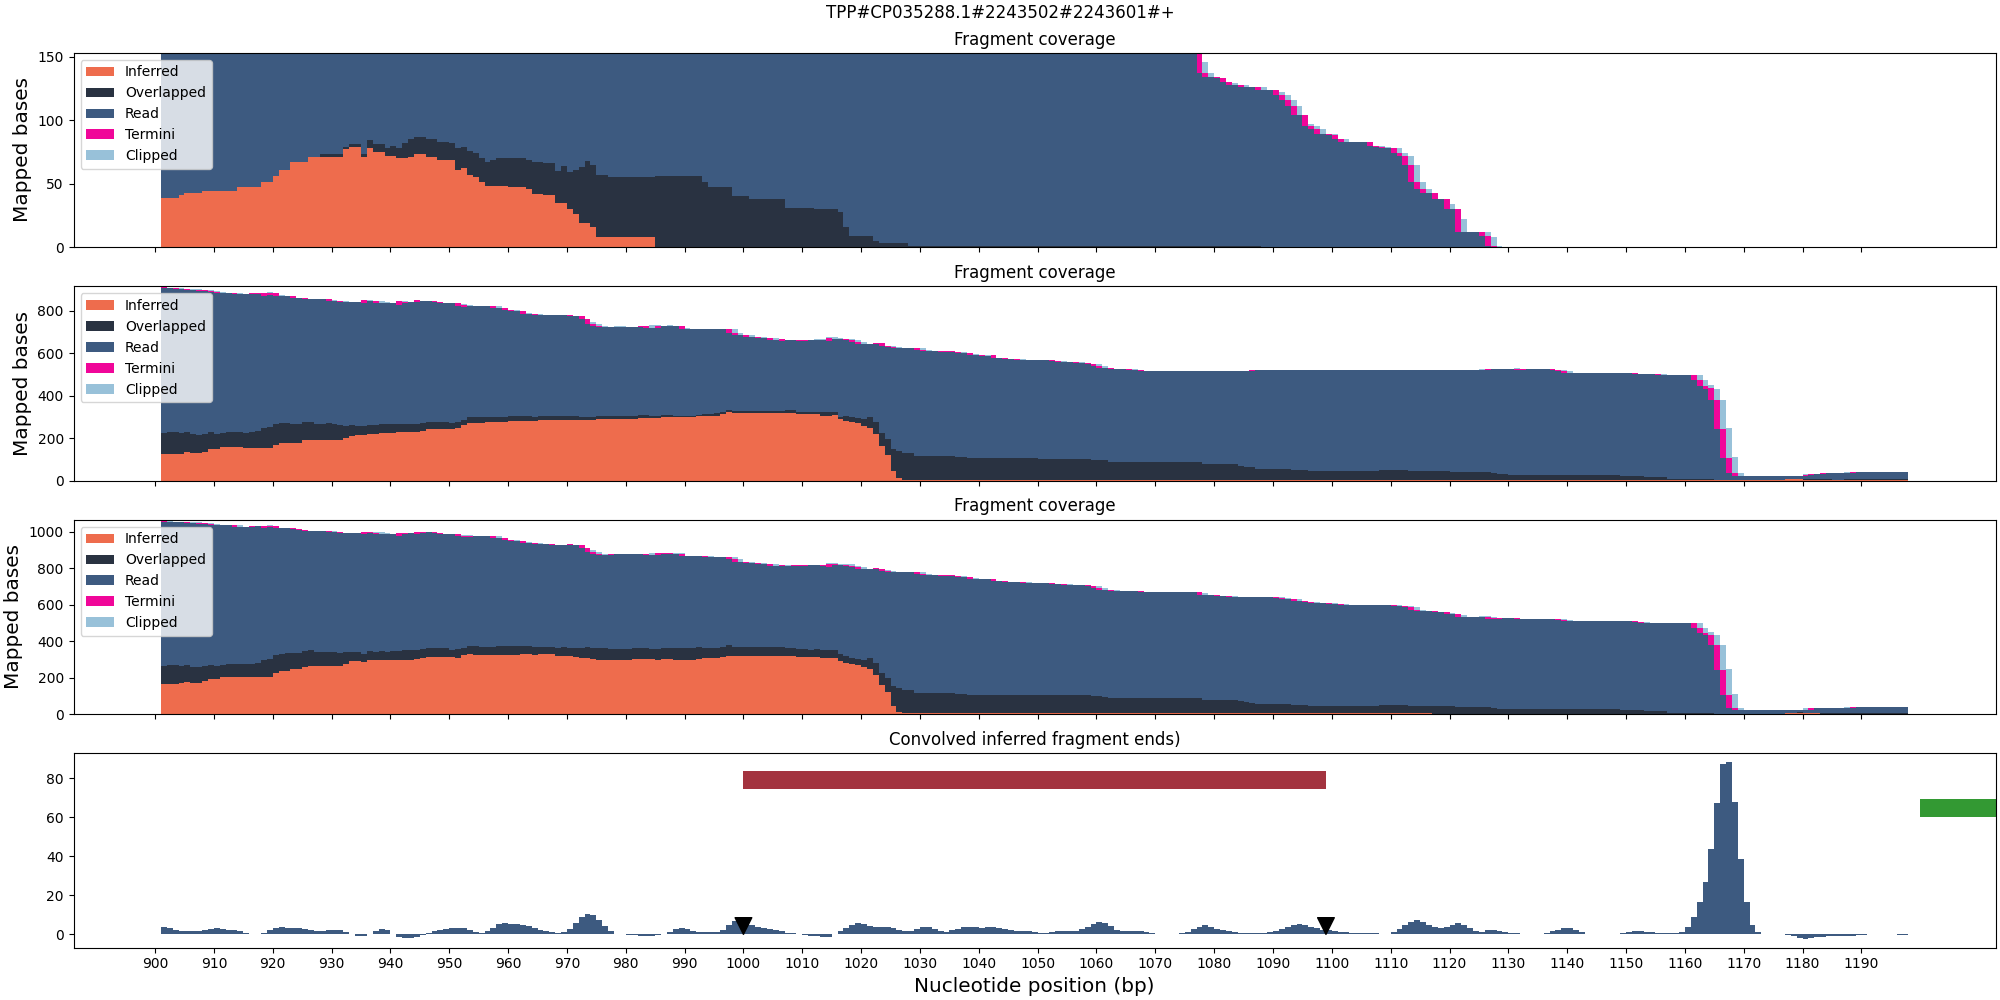 TPP#CP035288.1#2243502#2243601#+
Fragment coverage
Mapped bases
150
100
50
0
Inferred
Overlapped
Read
Termini
Clipped
Fragment coverage
Mapped bases
800
600
400
200
0
Inferred
Overlapped
Read
Termini
Clipped
Fragment coverage
Mapped bases
1000
800
600
400
200
0
Inferred
Overlapped
Read
Termini
Clipped
Convolved inferred fragment ends)
80
60
40
20
0
900 910 920 930 940 950 960 970 980 990 1000 1010 1020 1030 1040 1050 1060 1070 1080 1090 1100 1110 1120 1130 1140 1150 1160 1170 1180 1190
Nucleotide position (bp)